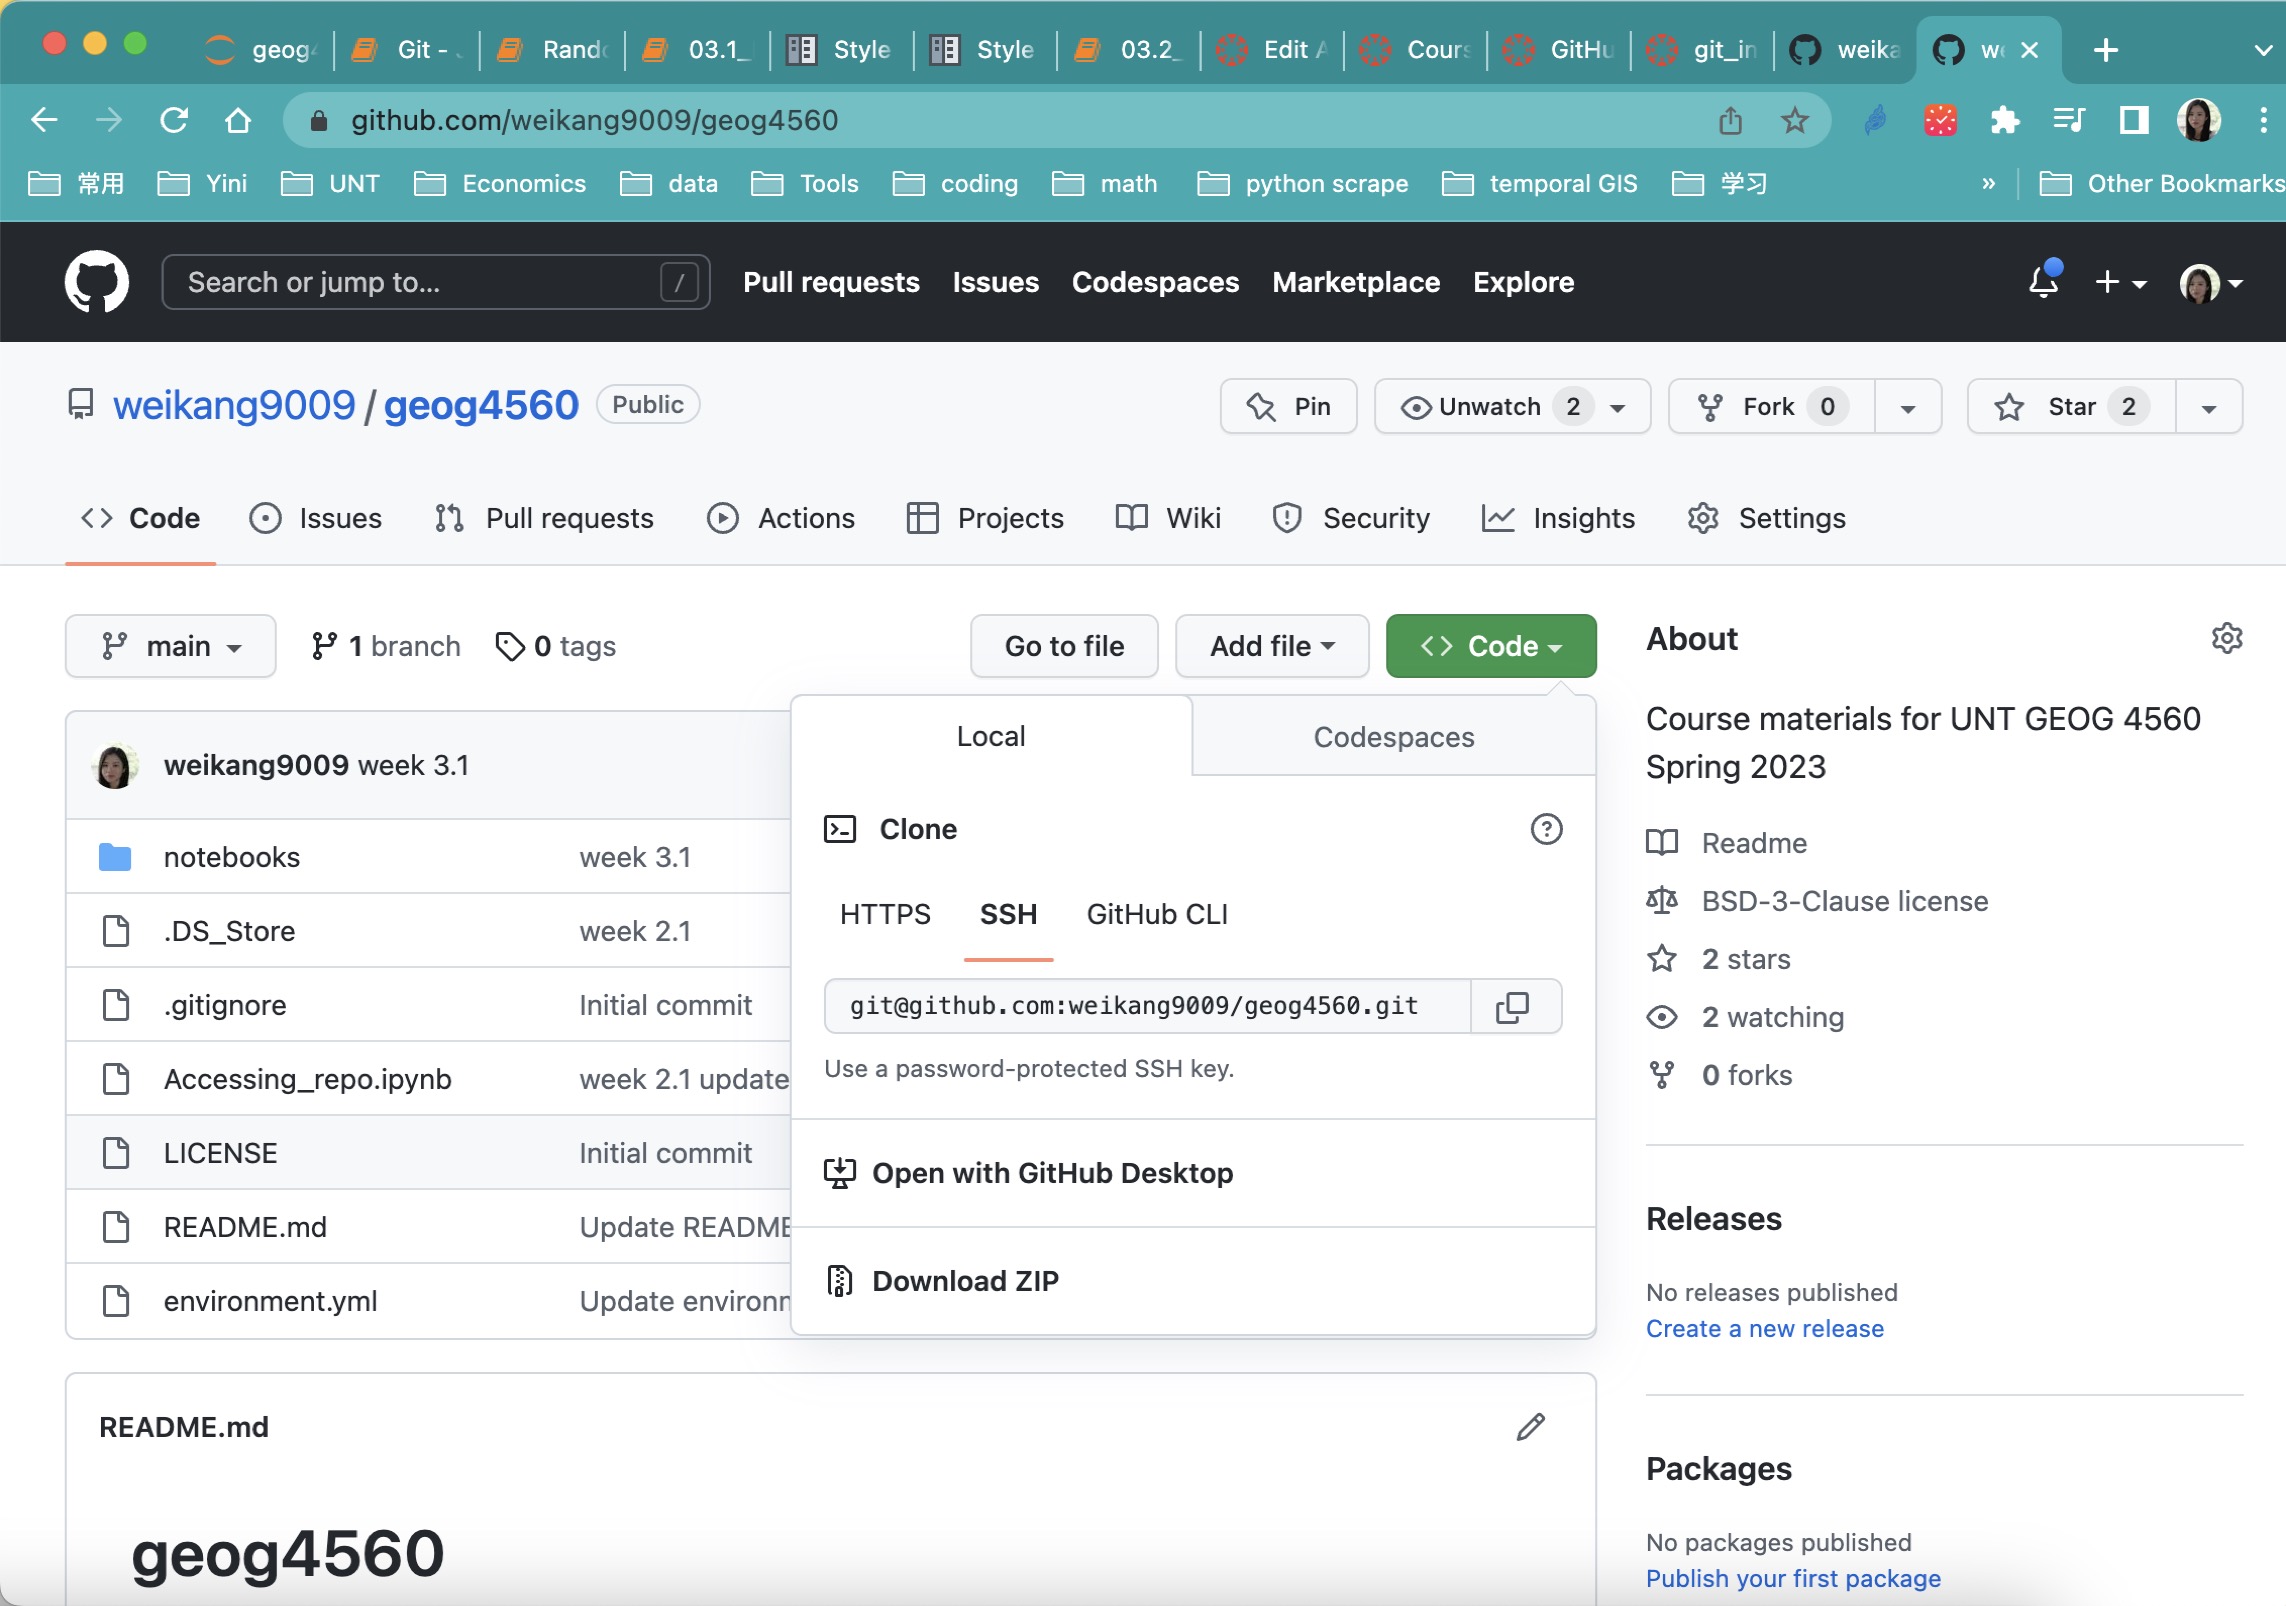 geog4
Git -
Rand
03.1_
Style
Style
03.2_
Edit
Cours
GitHu
git_in
weika
we
github.com/weikang9009/geog4560
常用 Yini UNT Economics data Tools coding math python scrape temporal GIS 学习 » Other Bookmarks
Search or jump to... / Pull requests Issues Codespaces Marketplace Explore
weikang9009 / geog4560 Public Pin Unwatch 2 Fork 0 Star 2
Code Issues Pull requests Actions Projects Wiki Security Insights Settings
main 1 branch 0 tags Go to file Add file Code
weikang9009 week 3.1
notebooks week 3.1
.DS_Store week 2.1
.gitignore Initial commit
Accessing_repo.ipynb week 2.1 update
LICENSE Initial commit
README.md Update README
environment.yml Update environ
Local Codespaces
Clone
HTTPS SSH GitHub CLI
git@github.com:weikang9009/geog4560.git
Use a password-protected SSH key.
Open with GitHub Desktop
Download ZIP
README.md
geog4560
About
Course materials for UNT GEOG 4560
Spring 2023
Readme
BSD-3-Clause license
2 stars
2 watching
0 forks
Releases
No releases published
Create a new release
Packages
No packages published
Publish your first package